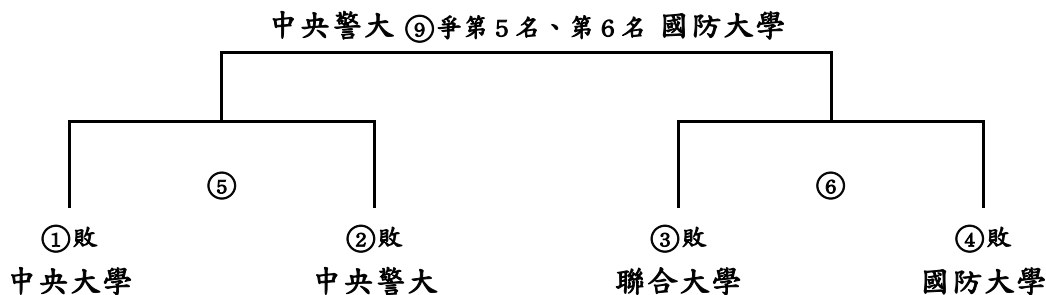 中央警大 ⑨爭第5名、第6名 國防大學
⑤ ⑥
①敗 ②敗 ③敗 ④敗
中央大學 中央警大 聯合大學 國防大學